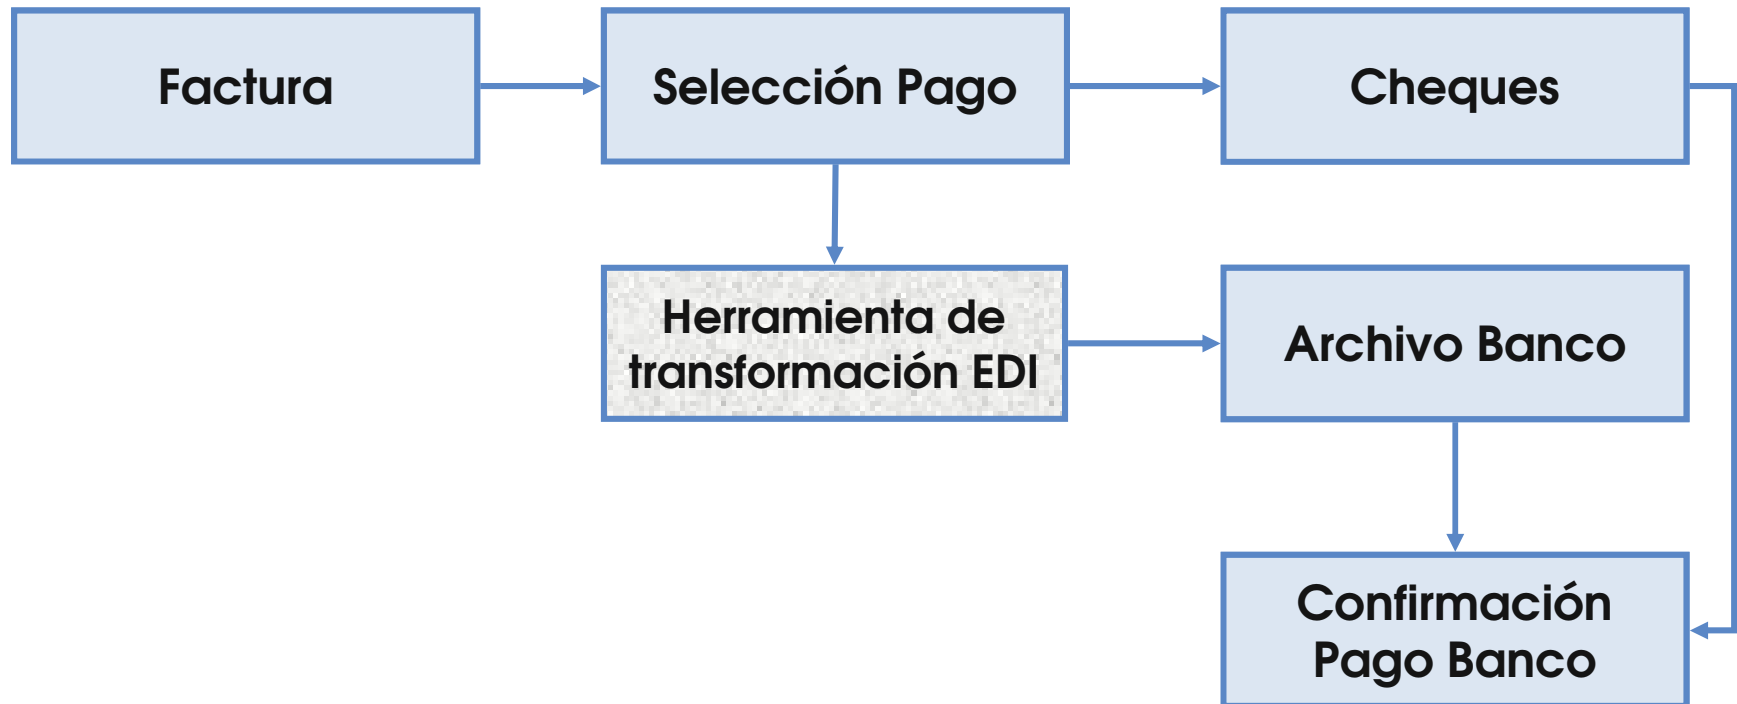 Factura
Selección Pago
Cheques
Herramienta de
transformación EDI
Archivo Banco
Confirmación
Pago Banco